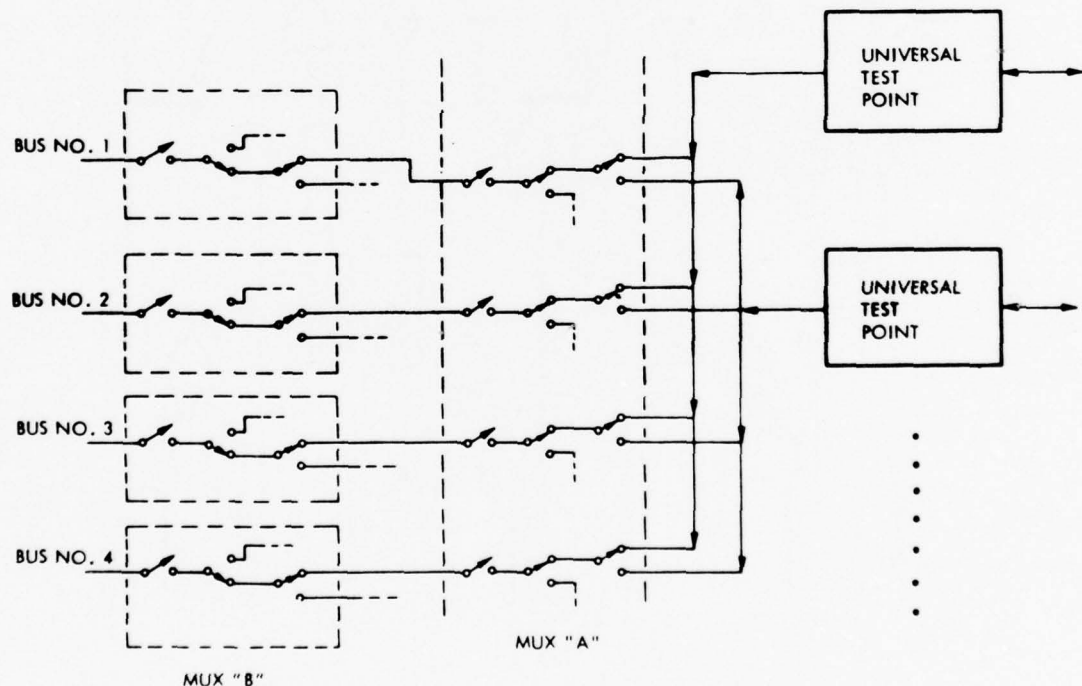 UNIVERSAL
TEST
POINT
BUS NO. 1
BUS NO. 2
UNIVERSAL
TEST
POINT
BUS NO. 3
BUS NO. 4
MUX "A"
MUX "B"